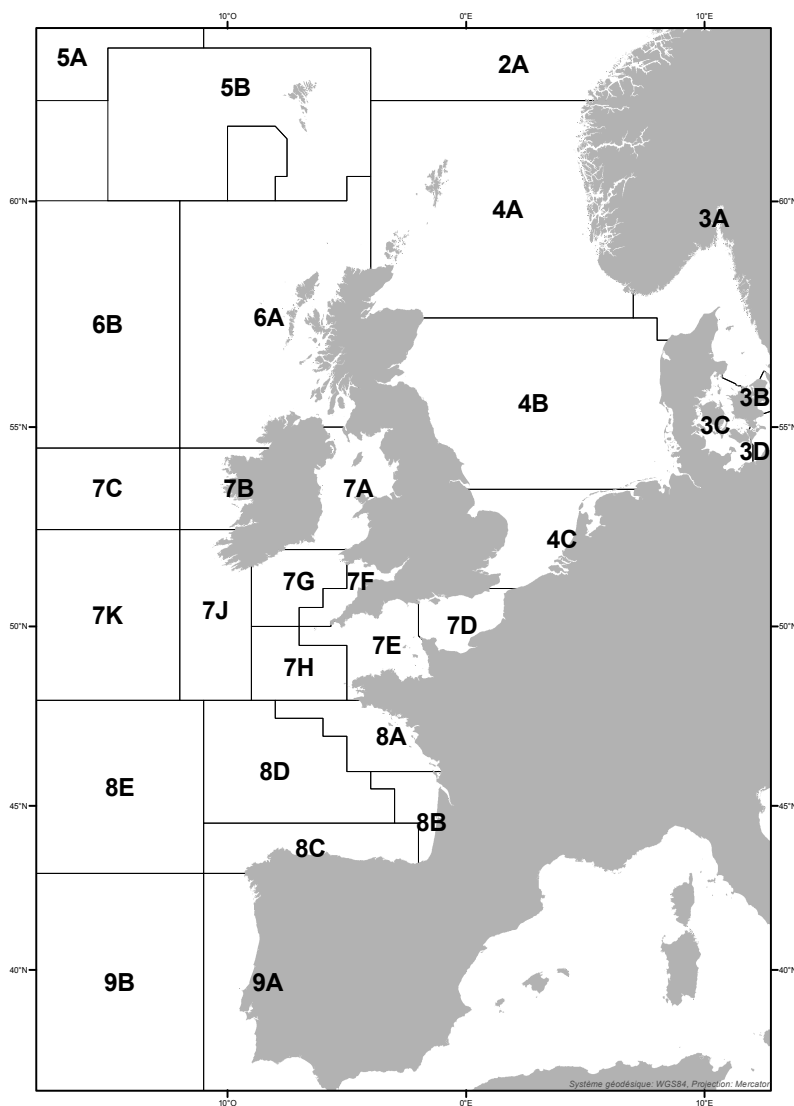 10°O 0°E 10°E
5A
2A
5B
60°N 60°N
4A
3A
6B
6A
4B
3B
3C
55°N 55°N
3D
7C
7B
7A
4C
7G
7F
7K
7J
50°N 50°N
7D
7E
7H
8A
8D
8E
45°N 45°N
8B
8C
40°N 40°N
9B
9A
Système géodésique: WGS84, Projection: Mercator
10°O 0°E 10°E